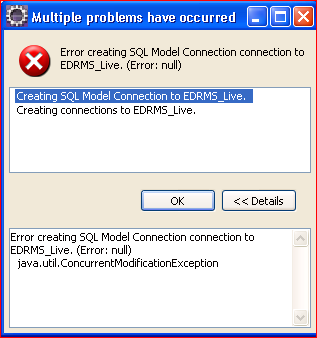 Multiple problems have occurred
Error creating SQL Model Connection connection to
EDRMS_Live. (Error: null)
Creating SQL Model Connection to EDRMS_Live.
Creating connections to EDRMS_Live.
OK
<< Details
Error creating SQL Model Connection connection to
EDRMS_Live. (Error: null)
java.util.ConcurrentModificationException